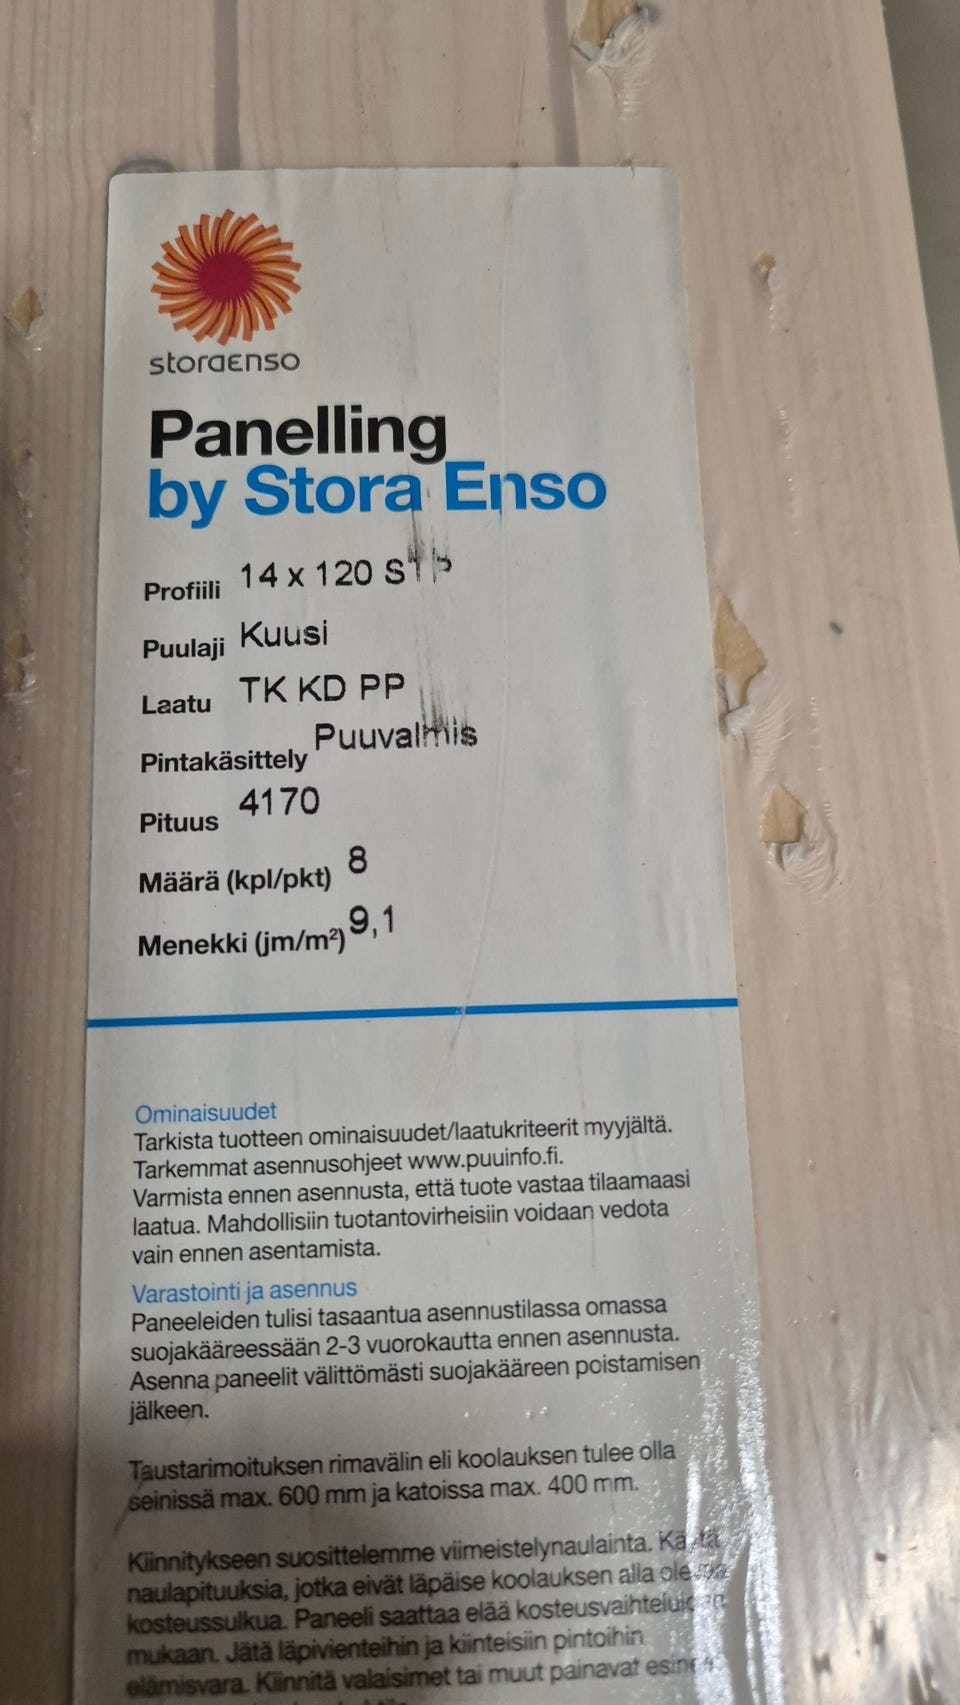 storaenso
Panelling
by Stora Enso
Profiili 14 x 120
Puulaji Kuusi
Laatu TK KD PP
Pintakäsittely Puuvalmis
Pituus 4170
Määrä (kpl/pkt) 8
Menekki (jm/m²) 9,1
Ominaisuudet
Tarkista tuotteen ominaisuudet/laatukriteerit myyjältä.
Tarkemmat asennusohjeet www.puuinfo.fi.
Varmista ennen asennusta, että tuote vastaa tilaamaasi
laatua. Mahdollisiin tuotantovirheisiin voidaan vedota
vain ennen asentamista.
Varastointi ja asennus
Paneeleiden tulisi tasaantua asennustilassa omassa
suojakääreessään 2-3 vuorokautta ennen asennusta.
Asenna paneelit välittömästi suojakääreen poistamisen
jälkeen.
Taustarimoituksen rimavälin eli koolauksen tulee olla
seinissä max. 600 mm ja katoissa max. 400 mm.
Kiinnitykseen suosittelemme viimeistelynaulainta. Käytä
naulapituuksia, jotka eivät läpäise koolauksen alla
kosteussulkua. Paneeli saattaa elää kosteusvaihteluiden
mukaan. Jätä läpivienteihin ja kiinteisiin pintoihin
elämisvara. Kiinnitä valaisimet tai muut painavat